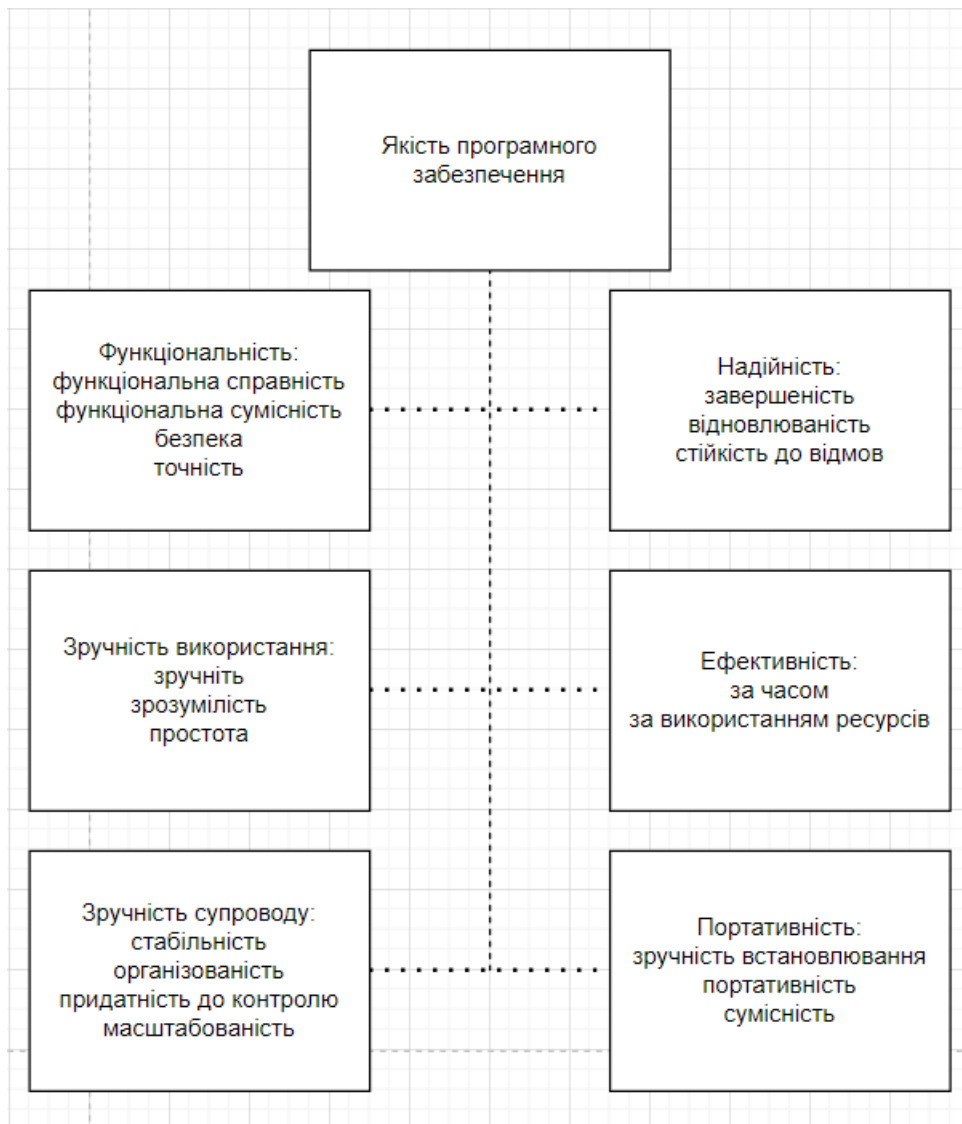 Якість програмного
забезпечення
Функціональність:
функціональна справність
функціональна сумісність
безпека
точність
Надійність:
завершеність
відновлюваність
стійкість до відмов
Зручність використання:
зручніть
зрозумілість
простота
Ефективність:
за часом
за використанням ресурсів
Зручність супроводу:
стабільність
організованість
придатність до контролю
масштабованість
Портативність:
зручність встановлювання
портативність
сумісність